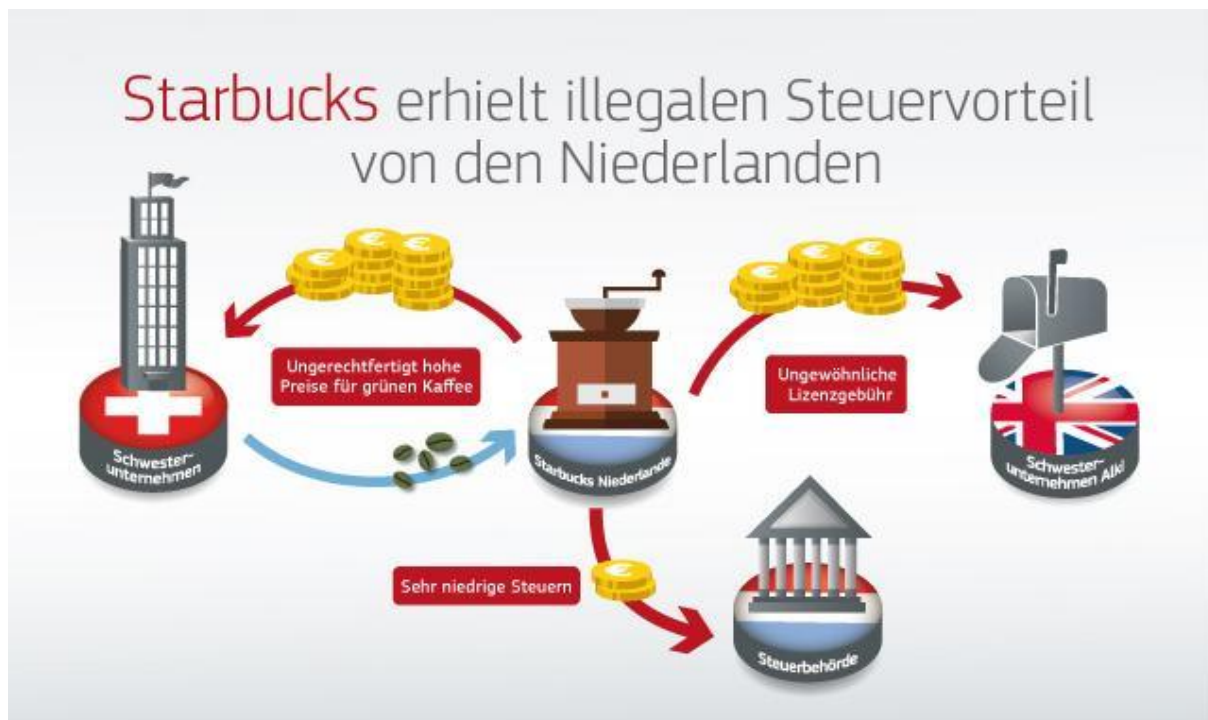 Starbucks erhielt illegalen Steuervorteil
von den Niederlanden
Ungerechtfertigt hohe
Preise für grünen Kaffee
Ungewöhnliche
Lizenzgebühr
Schwester-
unternehmen
Starbucks Niederlande
Schwester-
unternehmen Alki
Sehr niedrige Steuern
Steuerbehörde